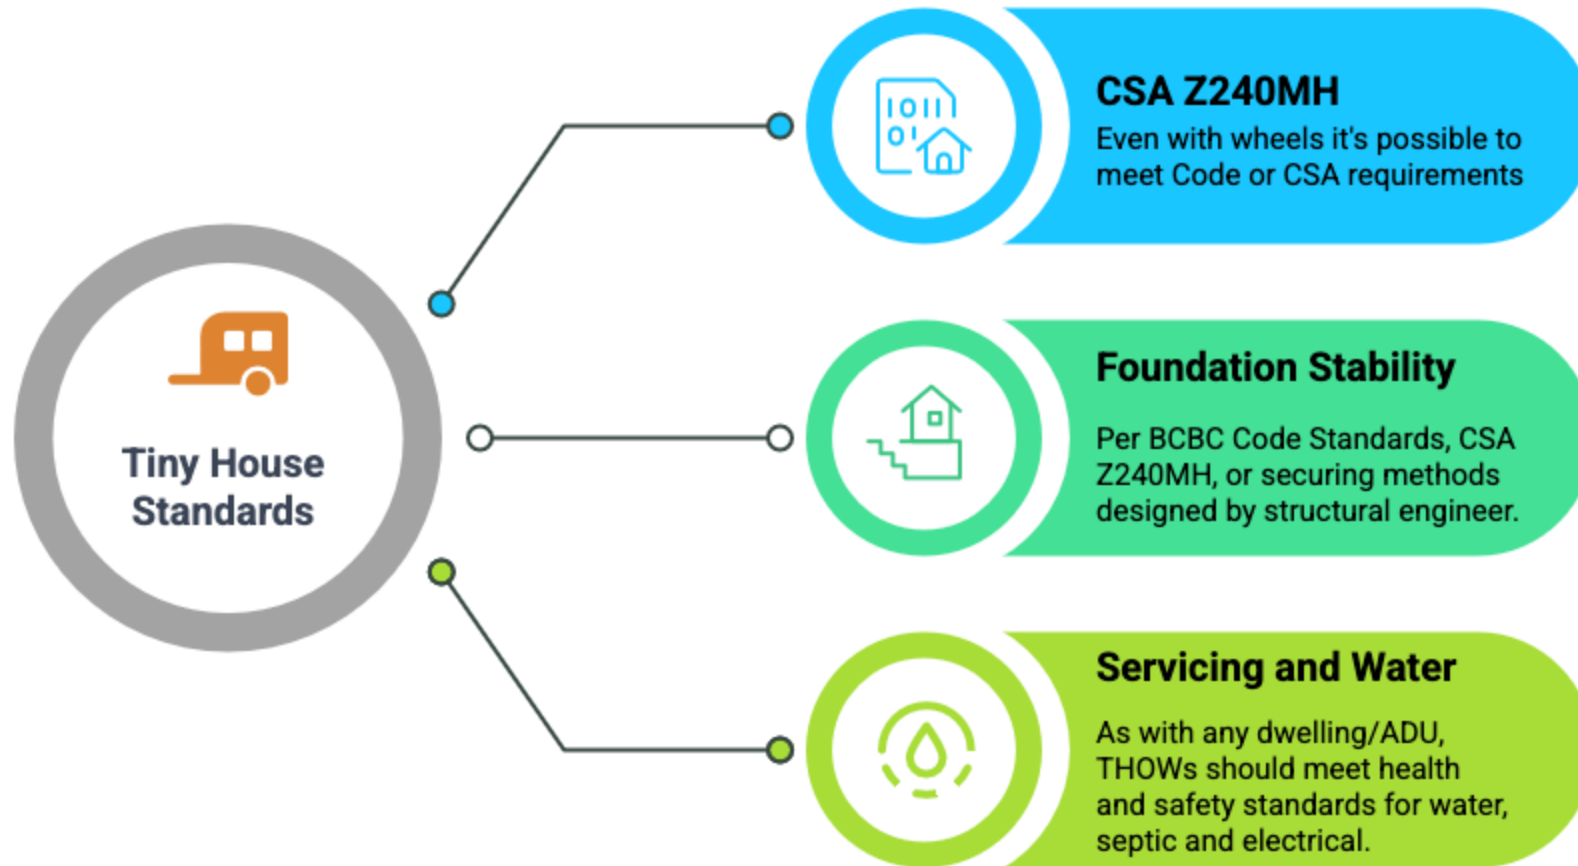 Tiny House
Standards
CSA Z240MH
Even with wheels it's possible to
meet Code or CSA requirements
Foundation Stability
Per BCBC Code Standards, CSA
Z240MH, or securing methods
designed by structural engineer.
Servicing and Water
As with any dwelling/ADU,
THOWs should meet health
and safety standards for water,
septic and electrical.